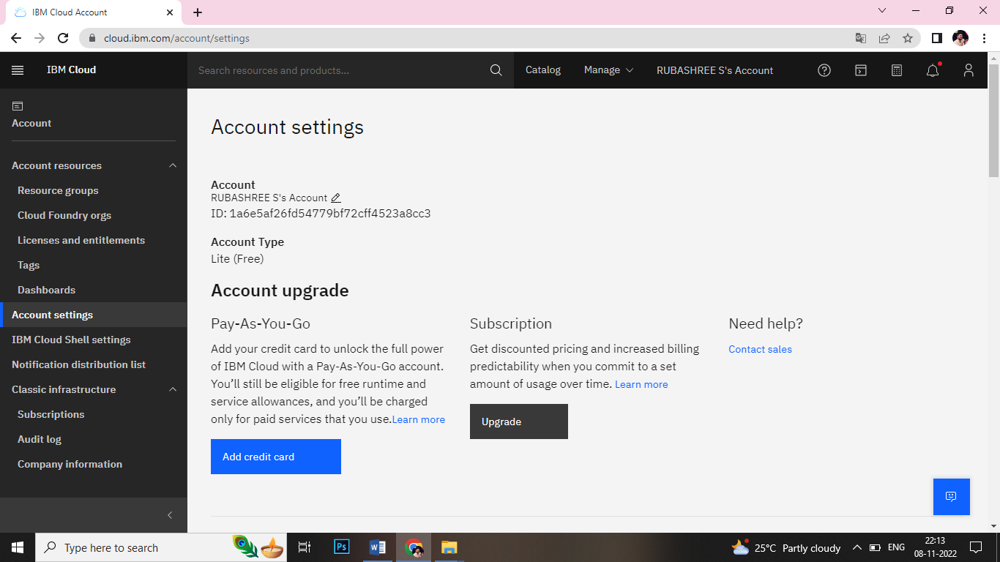 IBM Cloud Account
cloud.ibm.com/account/settings
IBM Cloud
Search resources and products...
Catalog
Manage
RUBASHREE S's Account
Account
Account resources
Resource groups
Cloud Foundry orgs
Licenses and entitlements
Tags
Dashboards
Account settings
IBM Cloud Shell settings
Notification distribution list
Classic infrastructure
Subscriptions
Audit log
Company information
Account settings
Account
RUBASHREE S's Account
ID: 1a6e5af26fd54779bf72cff4523a8cc3
Account Type
Lite (Free)
Account upgrade
Pay-As-You-Go
Add your credit card to unlock the full power
of IBM Cloud with a Pay-As-You-Go account.
You’ll still be eligible for free runtime and
service allowances, and you’ll be charged
only for paid services that you use.Learn more
Add credit card
Subscription
Get discounted pricing and increased billing
predictability when you commit to a set
amount of usage over time. Learn more
Upgrade
Need help?
Contact sales
Type here to search
Ps
W
25°C Partly cloudy
ENG
22:13
08-11-2022